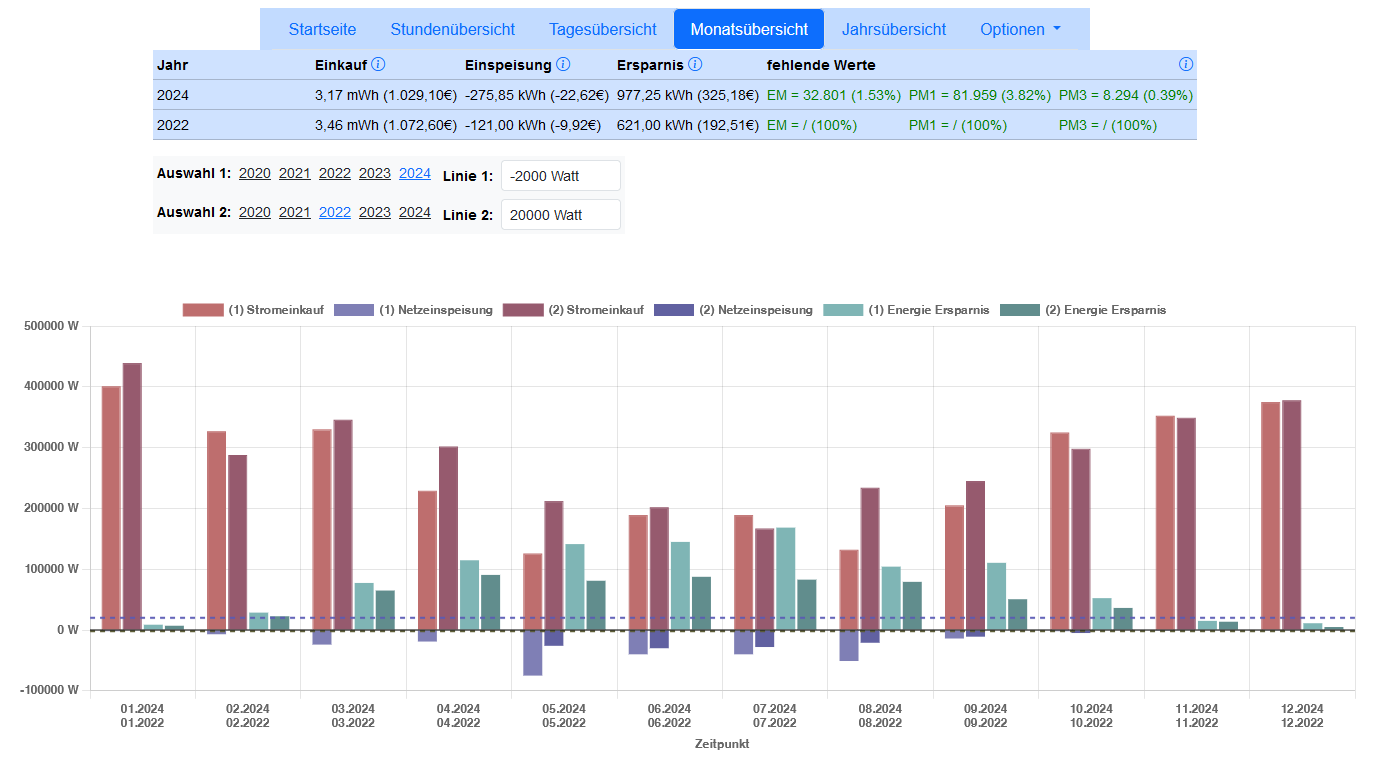 Startseite Stundenübersicht Tagesübersicht Monatsübersicht Jahrsübersicht Optionen
Jahr Einkauf Einspeisung Ersparnis fehlende Werte
2024 3,17 mWh (1.029,10€) -275,85 kWh (-22,62€) 977,25 kWh (325,18€) EM = 32.801 (1.53%) PM1 = 81.959 (3.82%) PM3 = 8.294 (0.39%)
2022 3,46 mWh (1.072,60€) -121,00 kWh (-9,92€) 621,00 kWh (192,51€) EM = / (100%) PM1 = / (100%) PM3 = / (100%)
Auswahl 1: 2020 2021 2022 2023 2024 Linie 1: -2000 Watt
Auswahl 2: 2020 2021 2022 2023 2024 Linie 2: 20000 Watt
(1) Stromeinkauf (1) Netzeinspeisung (2) Stromeinkauf (2) Netzeinspeisung (1) Energie Ersparnis (2) Energie Ersparnis
500000 W
400000 W
300000 W
200000 W
100000 W
0 W
-100000 W
01.2024 02.2024 03.2024 04.2024 05.2024 06.2024 07.2024 08.2024 09.2024 10.2024 11.2024 12.2024
01.2022 02.2022 03.2022 04.2022 05.2022 06.2022 07.2022 08.2022 09.2022 10.2022 11.2022 12.2022
Zeitpunkt